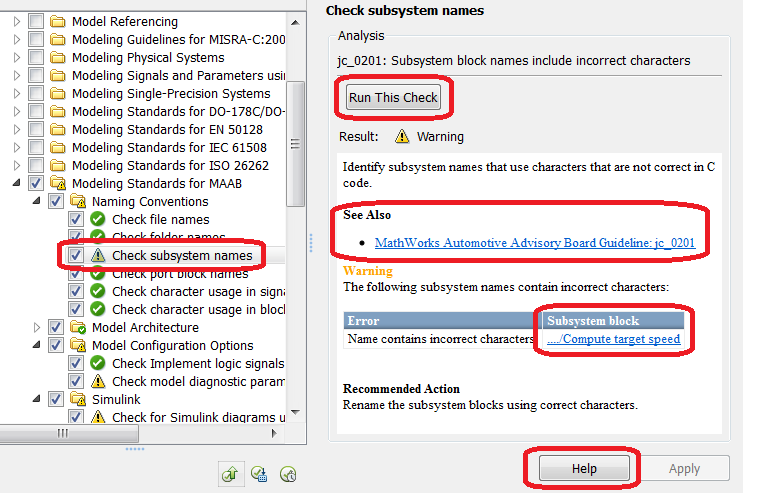 Model Referencing
Modeling Guidelines for MISRA-C:200
Modeling Physical Systems
Modeling Signals and Parameters usin
Modeling Single-Precision Systems
Modeling Standards for DO-178C/DO-
Modeling Standards for EN 50128
Modeling Standards for IEC 61508
Modeling Standards for ISO 26262
Modeling Standards for MAAB
Naming Conventions
Check file names
Check folder names
Check subsystem names
Check port block names
Check character usage in signa
Check character usage in block
Model Architecture
Model Configuration Options
Check Implement logic signals
Check model diagnostic param
Simulink
Check for Simulink diagrams u
Check subsystem names
Analysis
jc_0201: Subsystem block names include incorrect characters
Run This Check
Result: Warning
Identify subsystem names that use characters that are not correct in C
code.
See Also
• MathWorks Automotive Advisory Board Guideline: jc_0201
Warning
The following subsystem names contain incorrect characters:
Error Subsystem block
Name contains incorrect characters ..../Compute target speed
Recommended Action
Rename the subsystem blocks using correct characters.
Help Apply